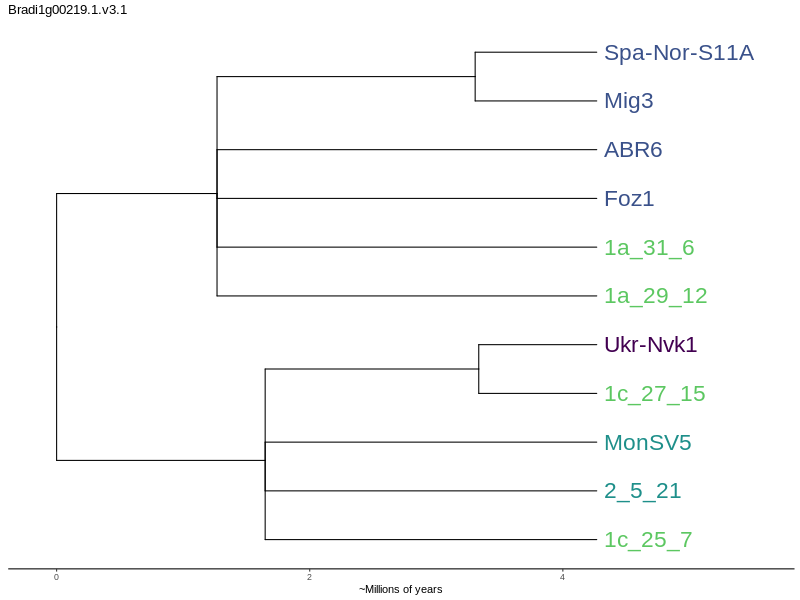 Bradi1g00219.1.v3.1
Spa-Nor-S11A
Mig3
ABR6
Foz1
1a_31_6
1a_29_12
Ukr-Nvk1
1c_27_15
MonSV5
2_5_21
1c_25_7
0 2 4
~Millions of years